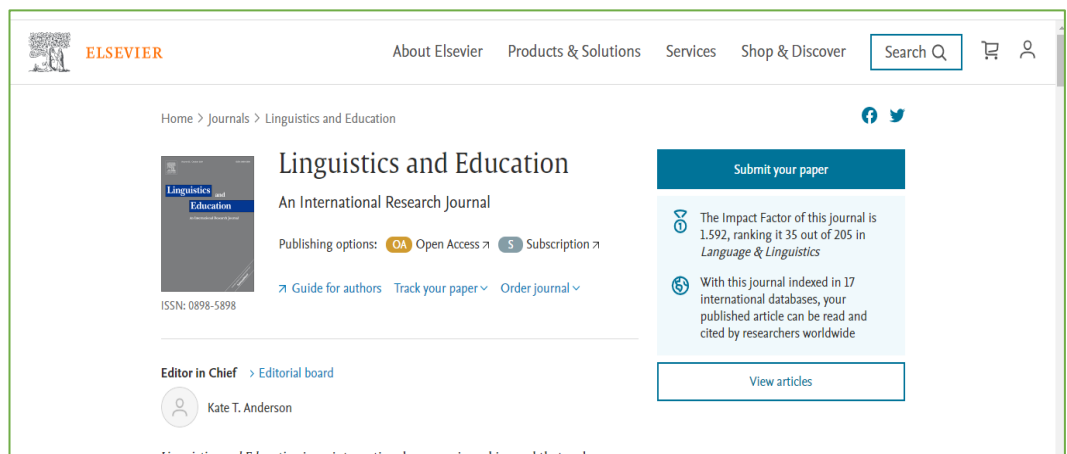 ELSEVIER
About Elsevier Products & Solutions Services Shop & Discover Search
Home > Journals > Linguistics and Education
Linguistics and Education
An International Research Journal
Publishing options: OA Open Access S Subscription
Guide for authors Track your paper Order journal
Linguistics and
Education
ISSN: 0898-5898
Submit your paper
The Impact Factor of this journal is
1.592, ranking it 35 out of 205 in
Language & Linguistics
With this journal indexed in 17
international databases, your
published article can be read and
cited by researchers worldwide
View articles
Editor in Chief > Editorial board
Kate T. Anderson